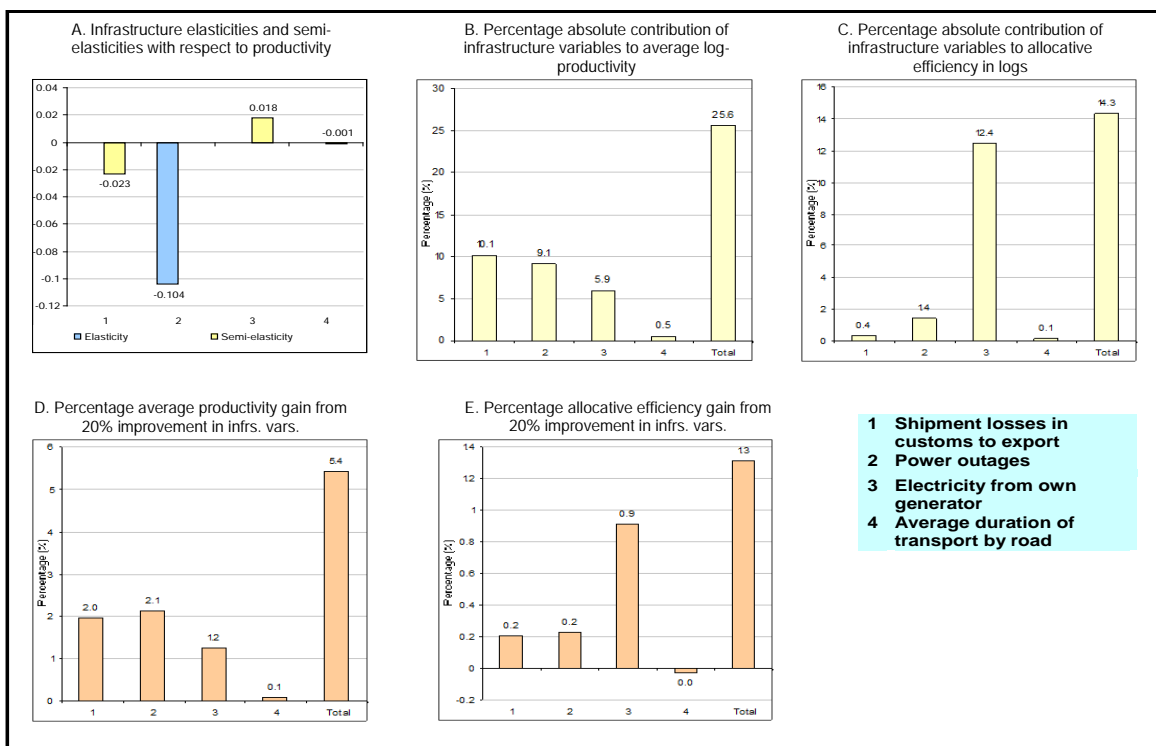 A. Infrastructure elasticities and semi-
elasticities with respect to productivity
0.04
0.02
0
-0.02
-0.04
-0.06
-0.08
-0.1
-0.12
0.018
-0.001
-0.023
-0.104
1 2 3 4
Elasticity Semi-elasticity
B. Percentage absolute contribution of
infrastructure variables to average log-
productivity
Percentage (%)
30
25
20
15
10
5
0
10.1
9.1
5.9
0.5
25.6
1 2 3 4 Total
C. Percentage absolute contribution of
infrastructure variables to allocative
efficiency in logs
Percentage (%)
16
14
12
10
8
6
4
2
0
0.4
1.4
12.4
0.1
14.3
1 2 3 4 Total
D. Percentage average productivity gain from
20% improvement in infrs. vars.
Percentage (%)
6
5
4
3
2
1
0
2.0
2.1
1.2
0.1
5.4
1 2 3 4 Total
E. Percentage allocative efficiency gain from
20% improvement in infrs. vars.
Percentage (%)
1.4
1.2
1
0.8
0.6
0.4
0.2
0
-0.2
0.2
0.2
0.9
0.0
1.3
1 2 3 4 Total
1 Shipment losses in
customs to export
2 Power outages
3 Electricity from own
generator
4 Average duration of
transport by road